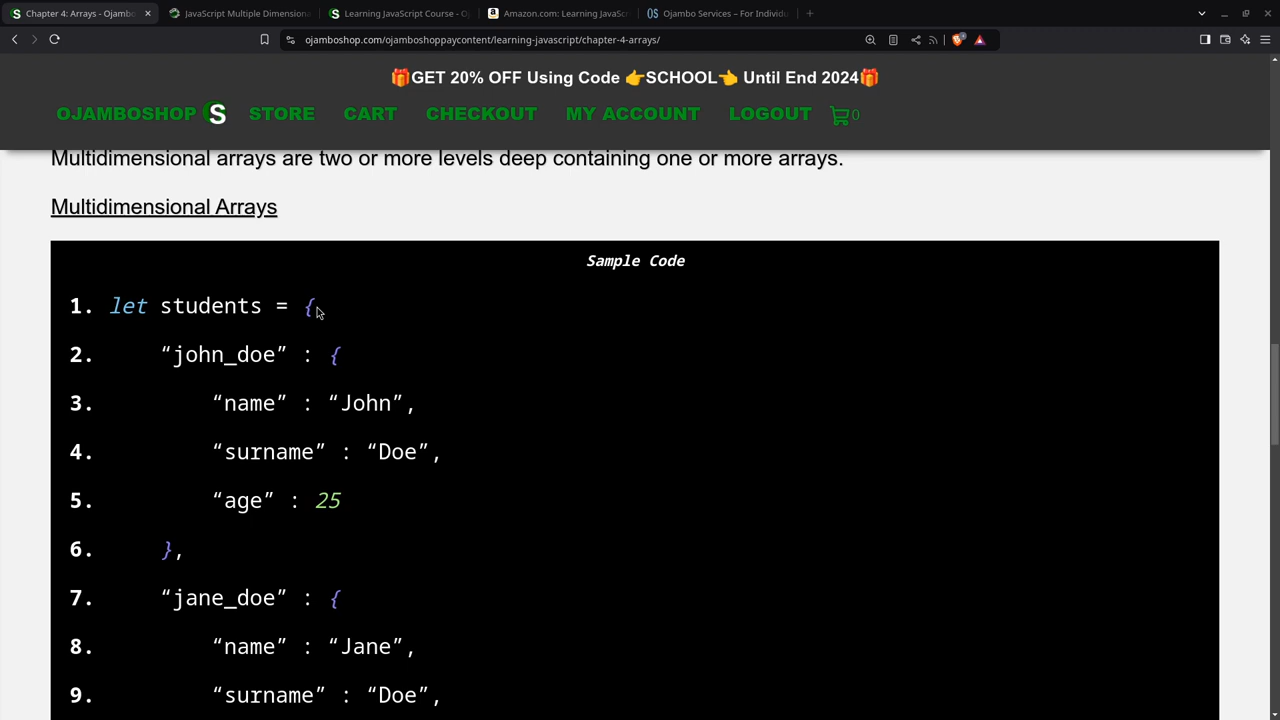 Chapter 4: Arrays - Ojambo
JavaScript Multiple Dimensiona
Learning JavaScript Course - O
Amazon.com: Learning JavaSc
Ojambo Services – For Individu
ojamboshop.com/ojamboshoppaycontent/learning-javascript/chapter-4-arrays/
🎁GET 20% OFF Using Code 👉SCHOOL👈 Until End 2024🎁
OJAMBOSHOP S STORE CART CHECKOUT MY ACCOUNT LOGOUT 0
Multidimensional arrays are two or more levels deep containing one or more arrays.
Multidimensional Arrays
Sample Code
1. let students = {
2. “john_doe” : {
3. “name” : “John”,
4. “surname” : “Doe”,
5. “age” : 25
6. },
7. “jane_doe” : {
8. “name” : “Jane”,
9. “surname” : “Doe”,